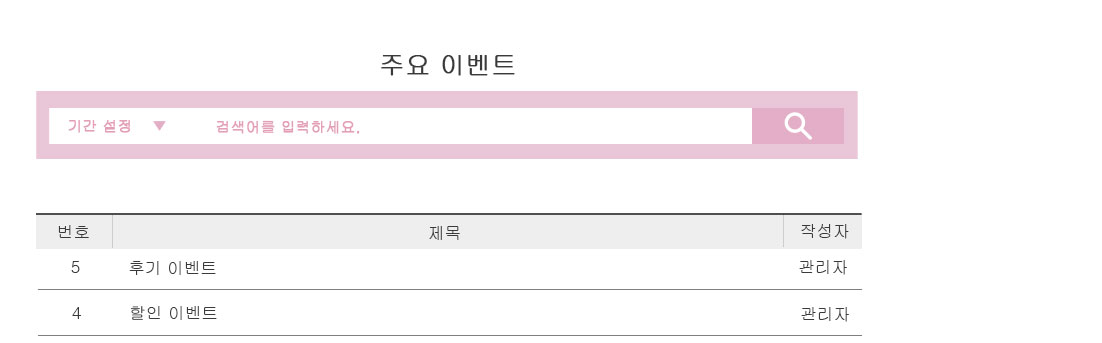 주요 이벤트
기간 설정 ▼ 검색어를 입력하세요.
번호 제목 작성자
5 후기 이벤트 관리자
4 할인 이벤트 관리자